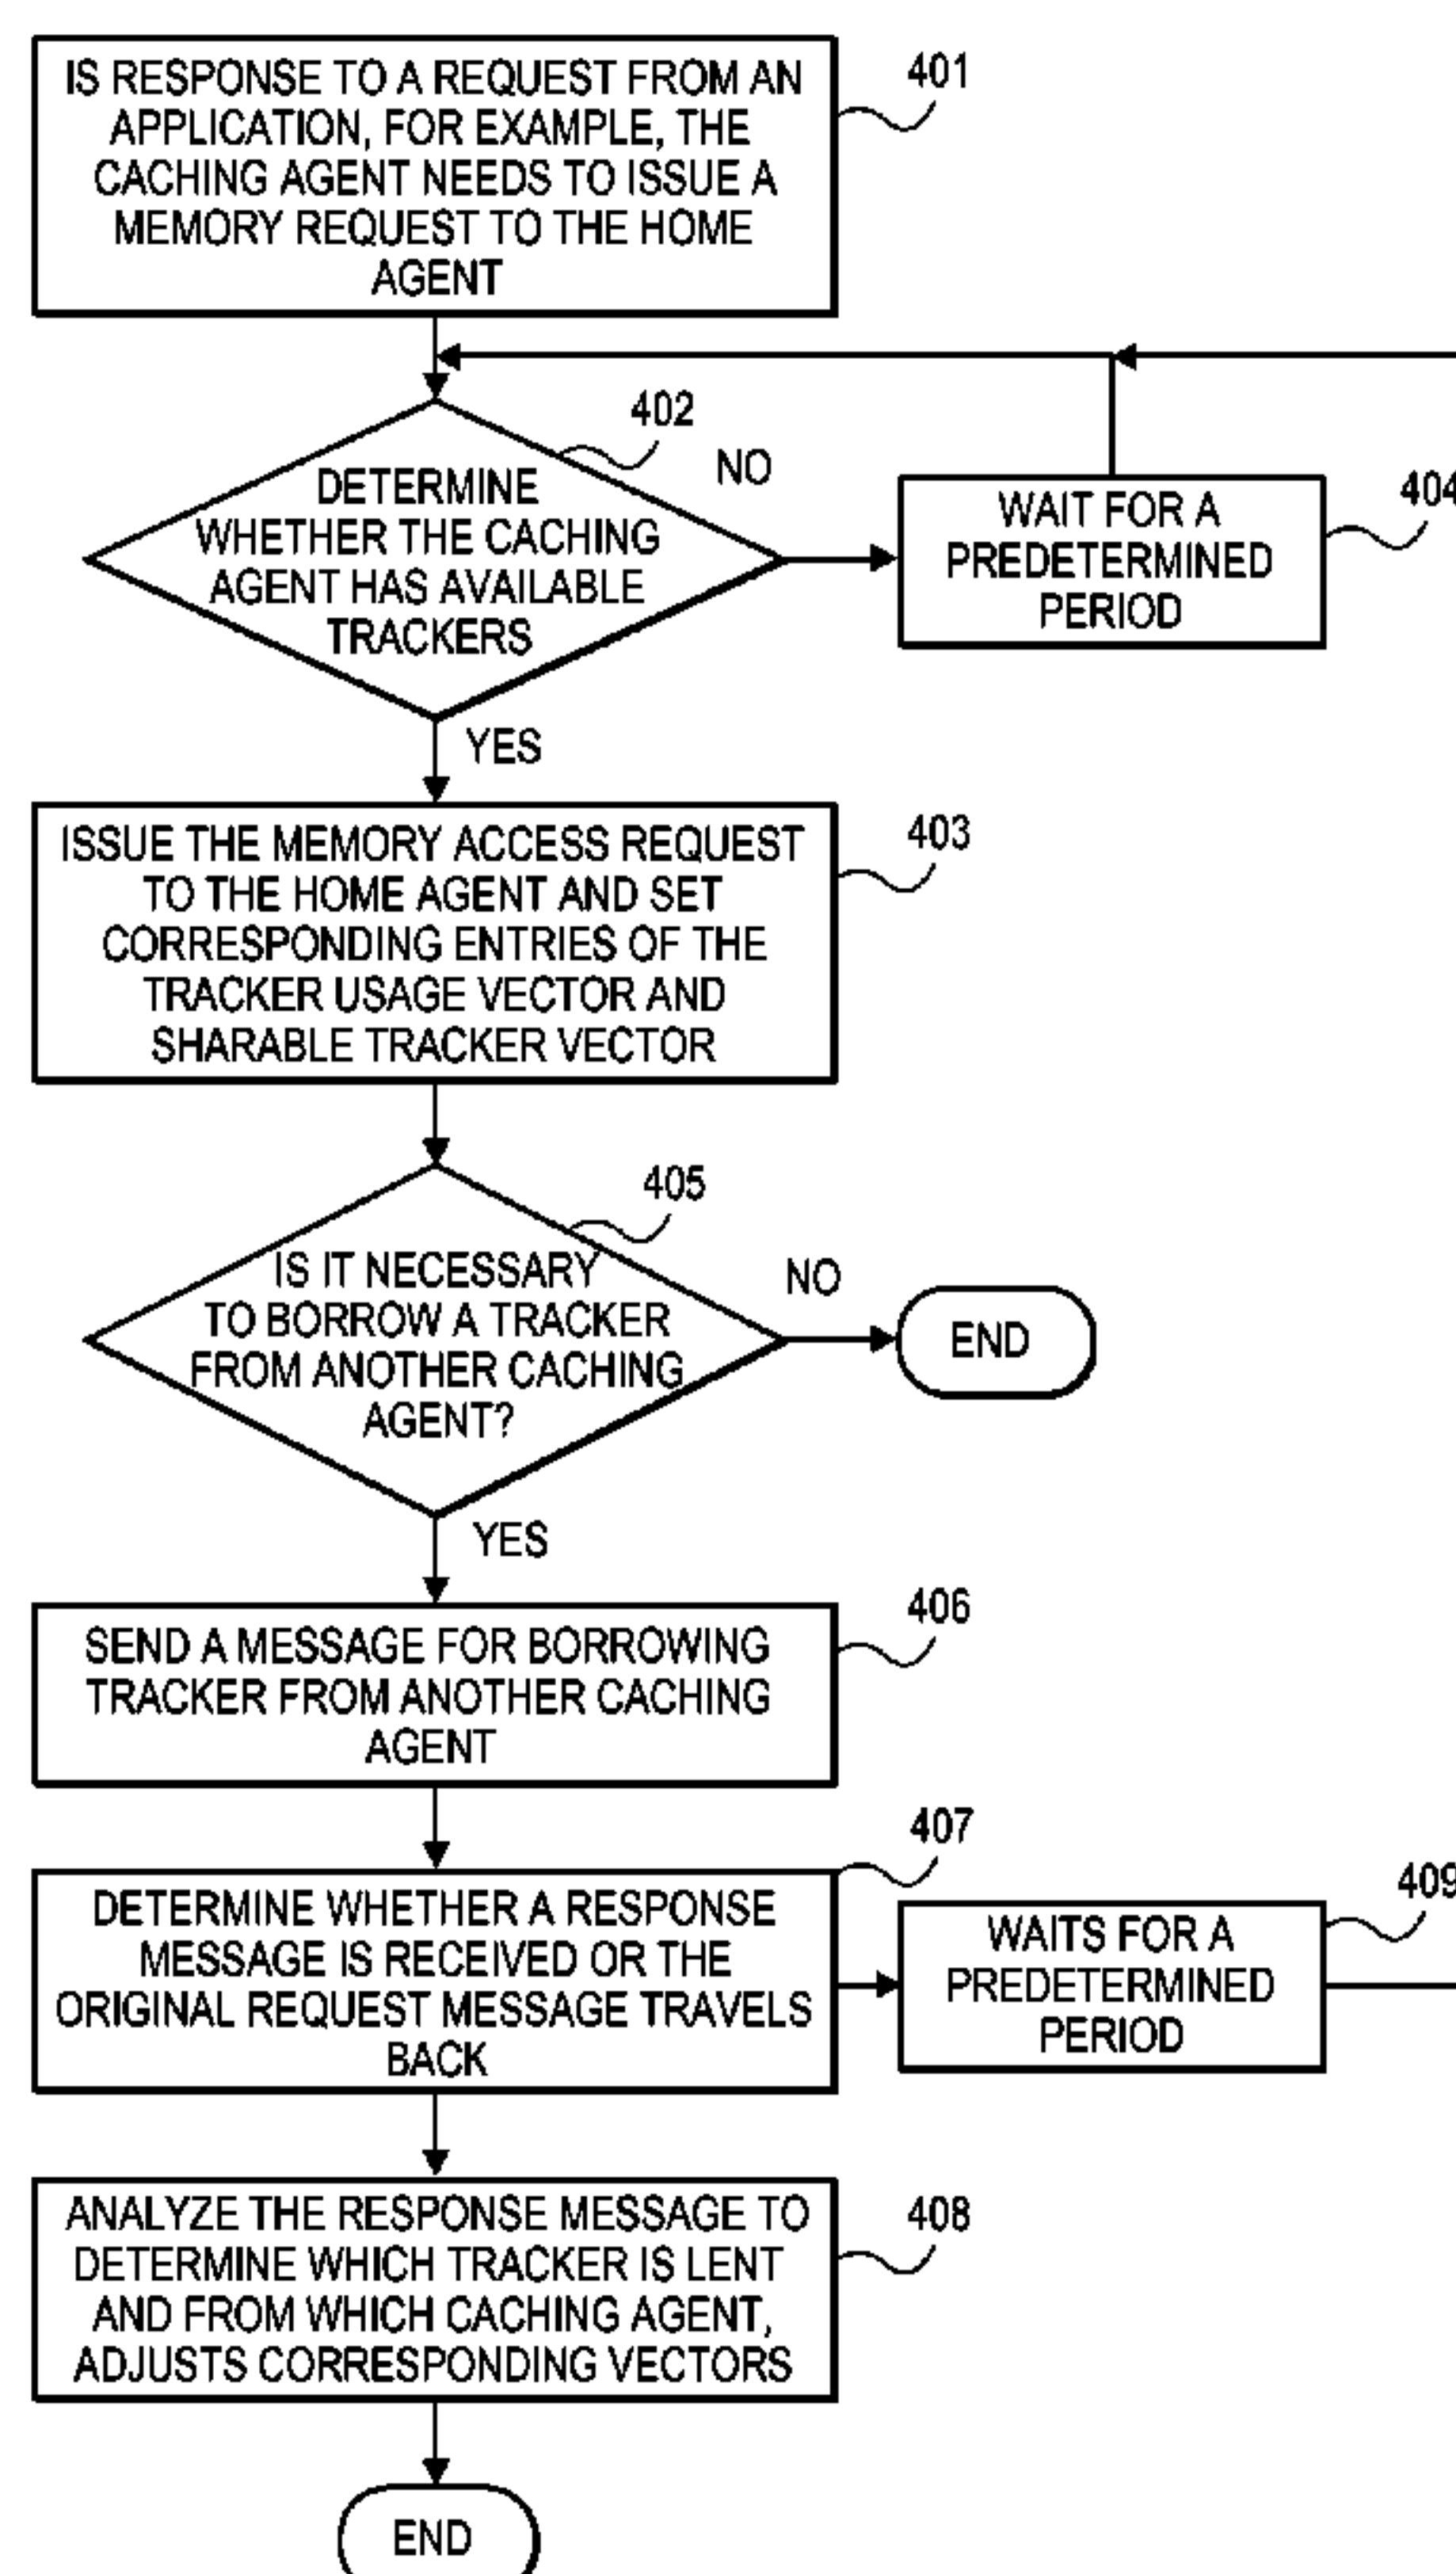 IS RESPONSE TO A REQUEST FROM AN
APPLICATION, FOR EXAMPLE, THE
CACHING AGENT NEEDS TO ISSUE A
MEMORY REQUEST TO THE HOME
AGENT
401
402
DETERMINE
WHETHER THE CACHING
AGENT HAS AVAILABLE
TRACKERS
NO
WAIT FOR A
PREDETERMINED
PERIOD
404
YES
ISSUE THE MEMORY ACCESS REQUEST
TO THE HOME AGENT AND SET
CORRESPONDING ENTRIES OF THE
TRACKER USAGE VECTOR AND
SHARABLE TRACKER VECTOR
403
405
IS IT NECESSARY
TO BORROW A TRACKER
FROM ANOTHER CACHING
AGENT?
NO
END
YES
SEND A MESSAGE FOR BORROWING
TRACKER FROM ANOTHER CACHING
AGENT
406
407
DETERMINE WHETHER A RESPONSE
MESSAGE IS RECEIVED OR THE
ORIGINAL REQUEST MESSAGE TRAVELS
BACK
WAITS FOR A
PREDETERMINED
PERIOD
409
ANALYZE THE RESPONSE MESSAGE TO
DETERMINE WHICH TRACKER IS LENT
AND FROM WHICH CACHING AGENT,
ADJUSTS CORRESPONDING VECTORS
408
END